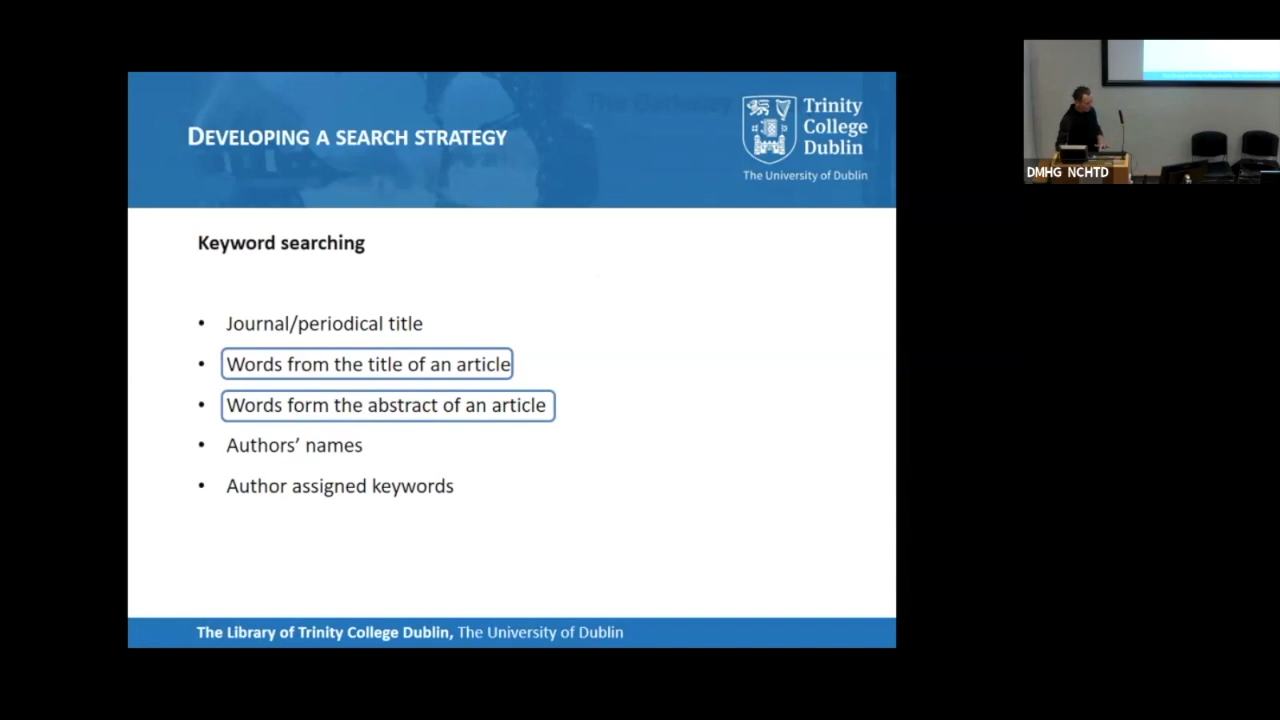 DEVELOPING A SEARCH STRATEGY
Trinity
College
Dublin
The University of Dublin
Keyword searching
• Journal/periodical title
• Words from the title of an article
• Words form the abstract of an article
• Authors’ names
• Author assigned keywords
The Library of Trinity College Dublin, The University of Dublin
DMHG NCHTD